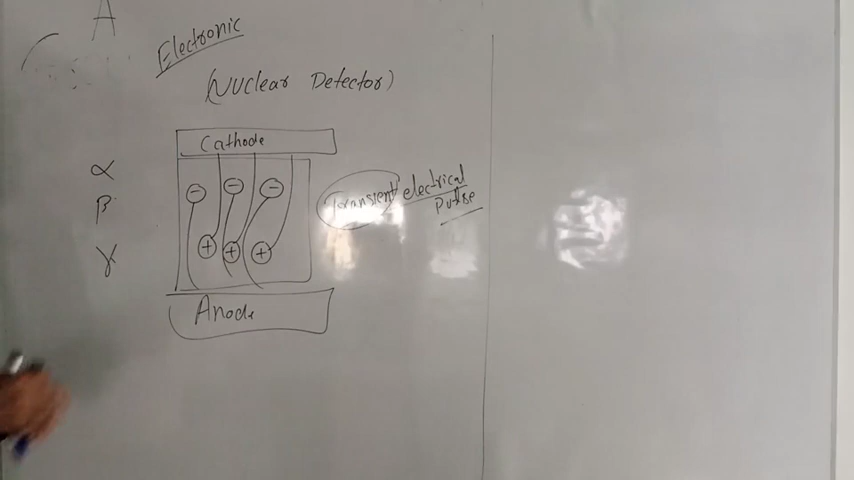 A
Electronic
(Nuclear Detector)
Cathode
α
β
γ
− − −
+ + +
Transient electrical
Pulse
Anode